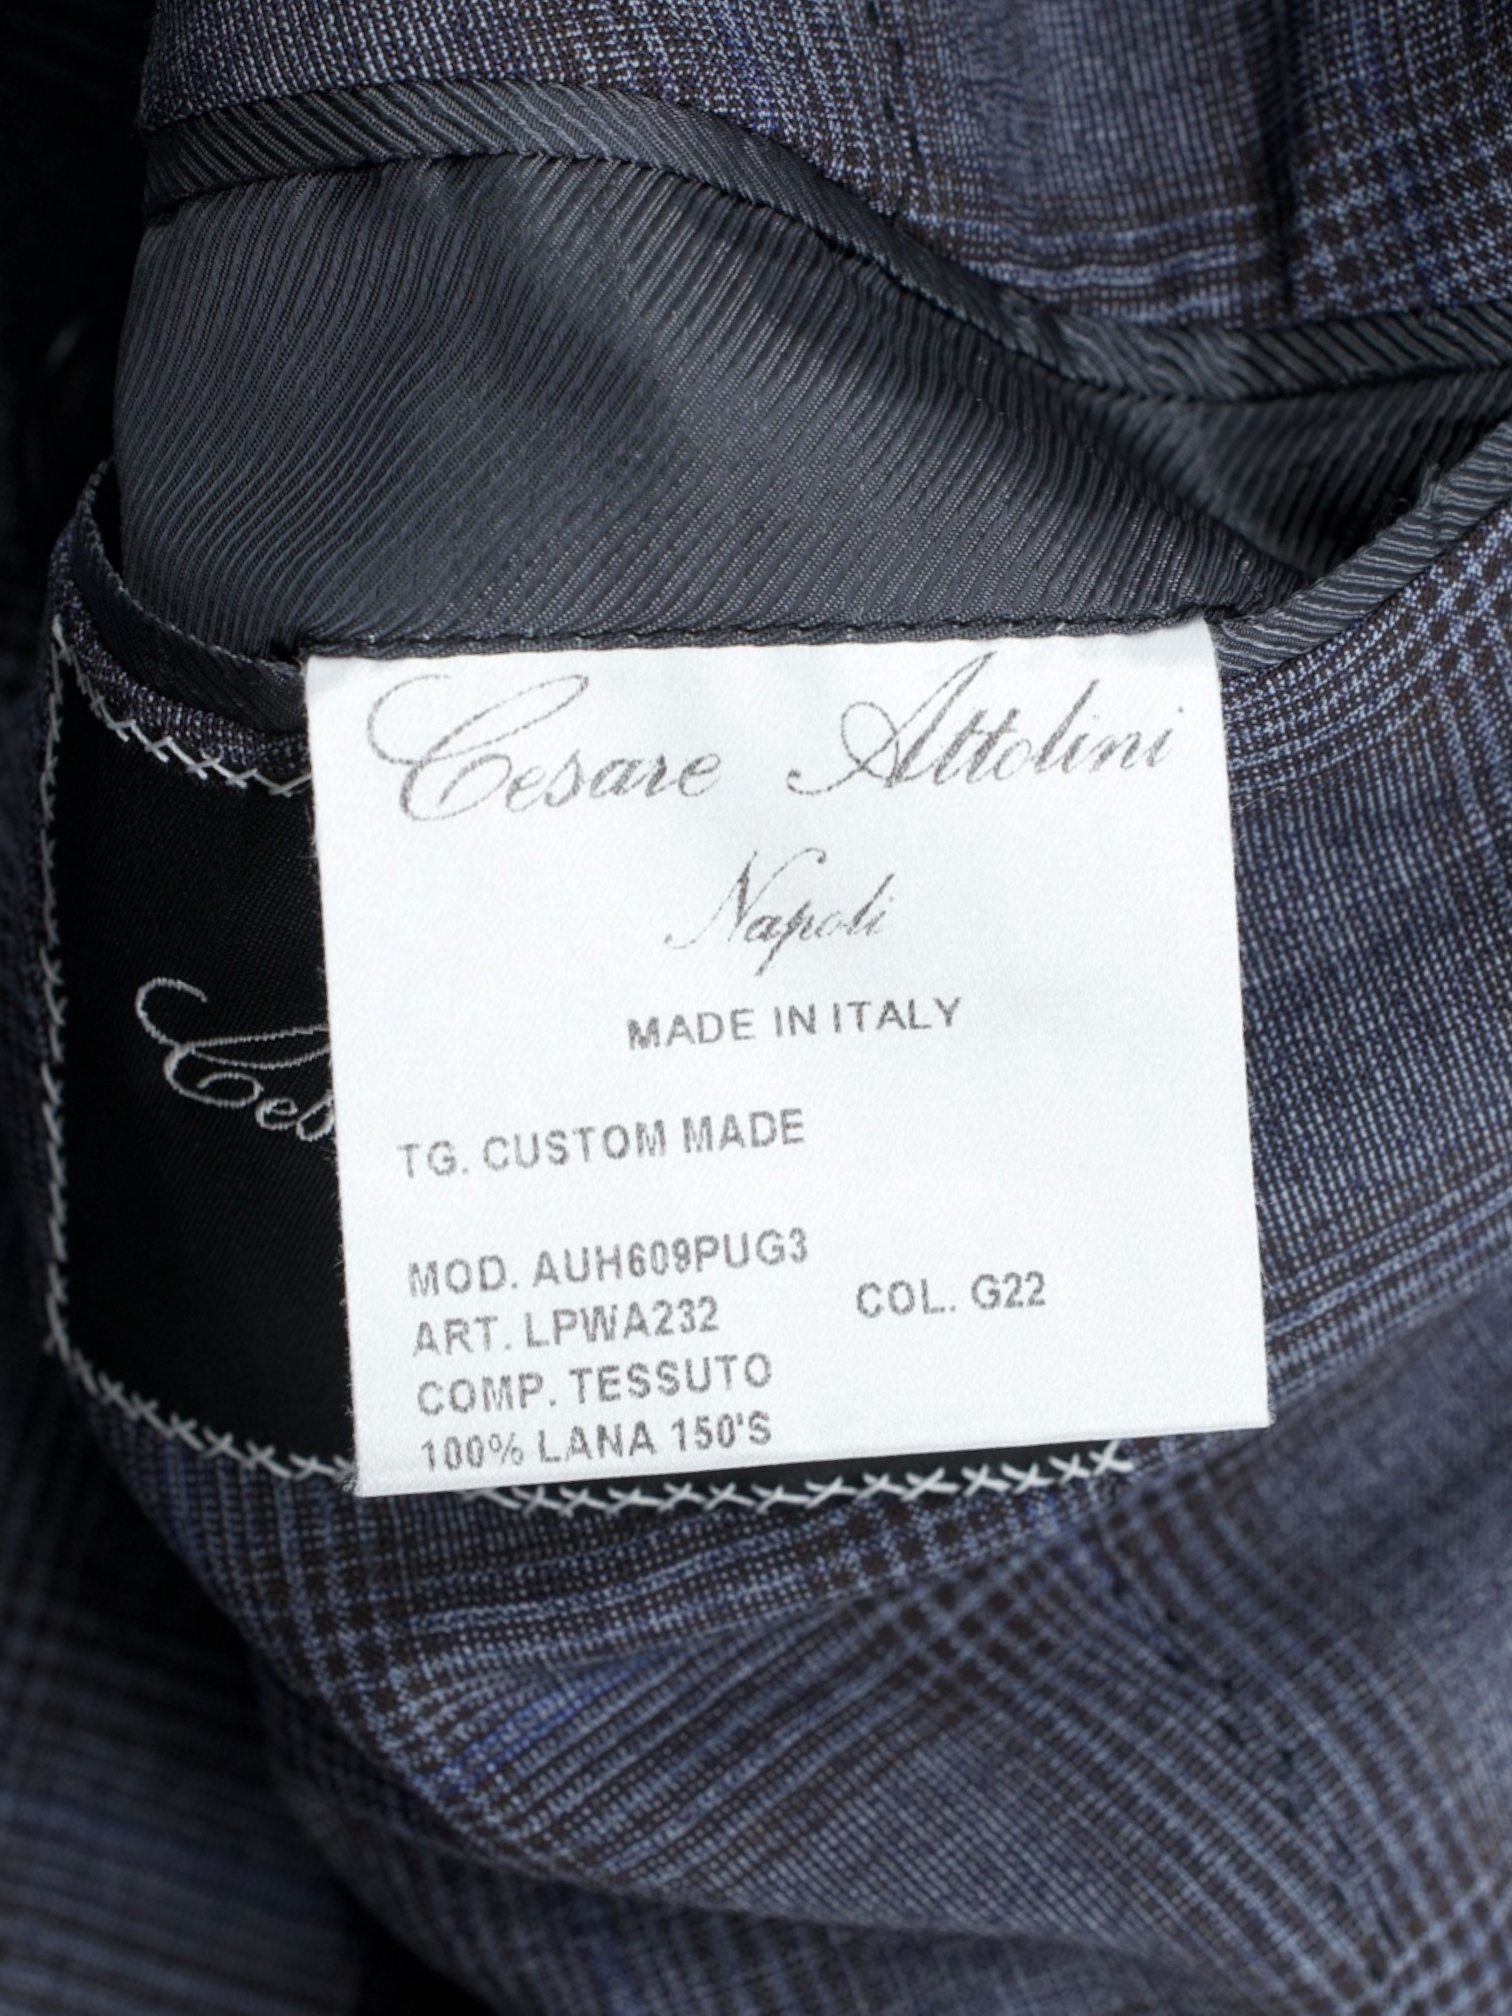 Cesare Attolini
Napoli
MADE IN ITALY
TG. CUSTOM MADE
MOD. AUH609PUG3
ART. LPWA232 COL. G22
COMP. TESSUTO
100% LANA 150'S
Ces